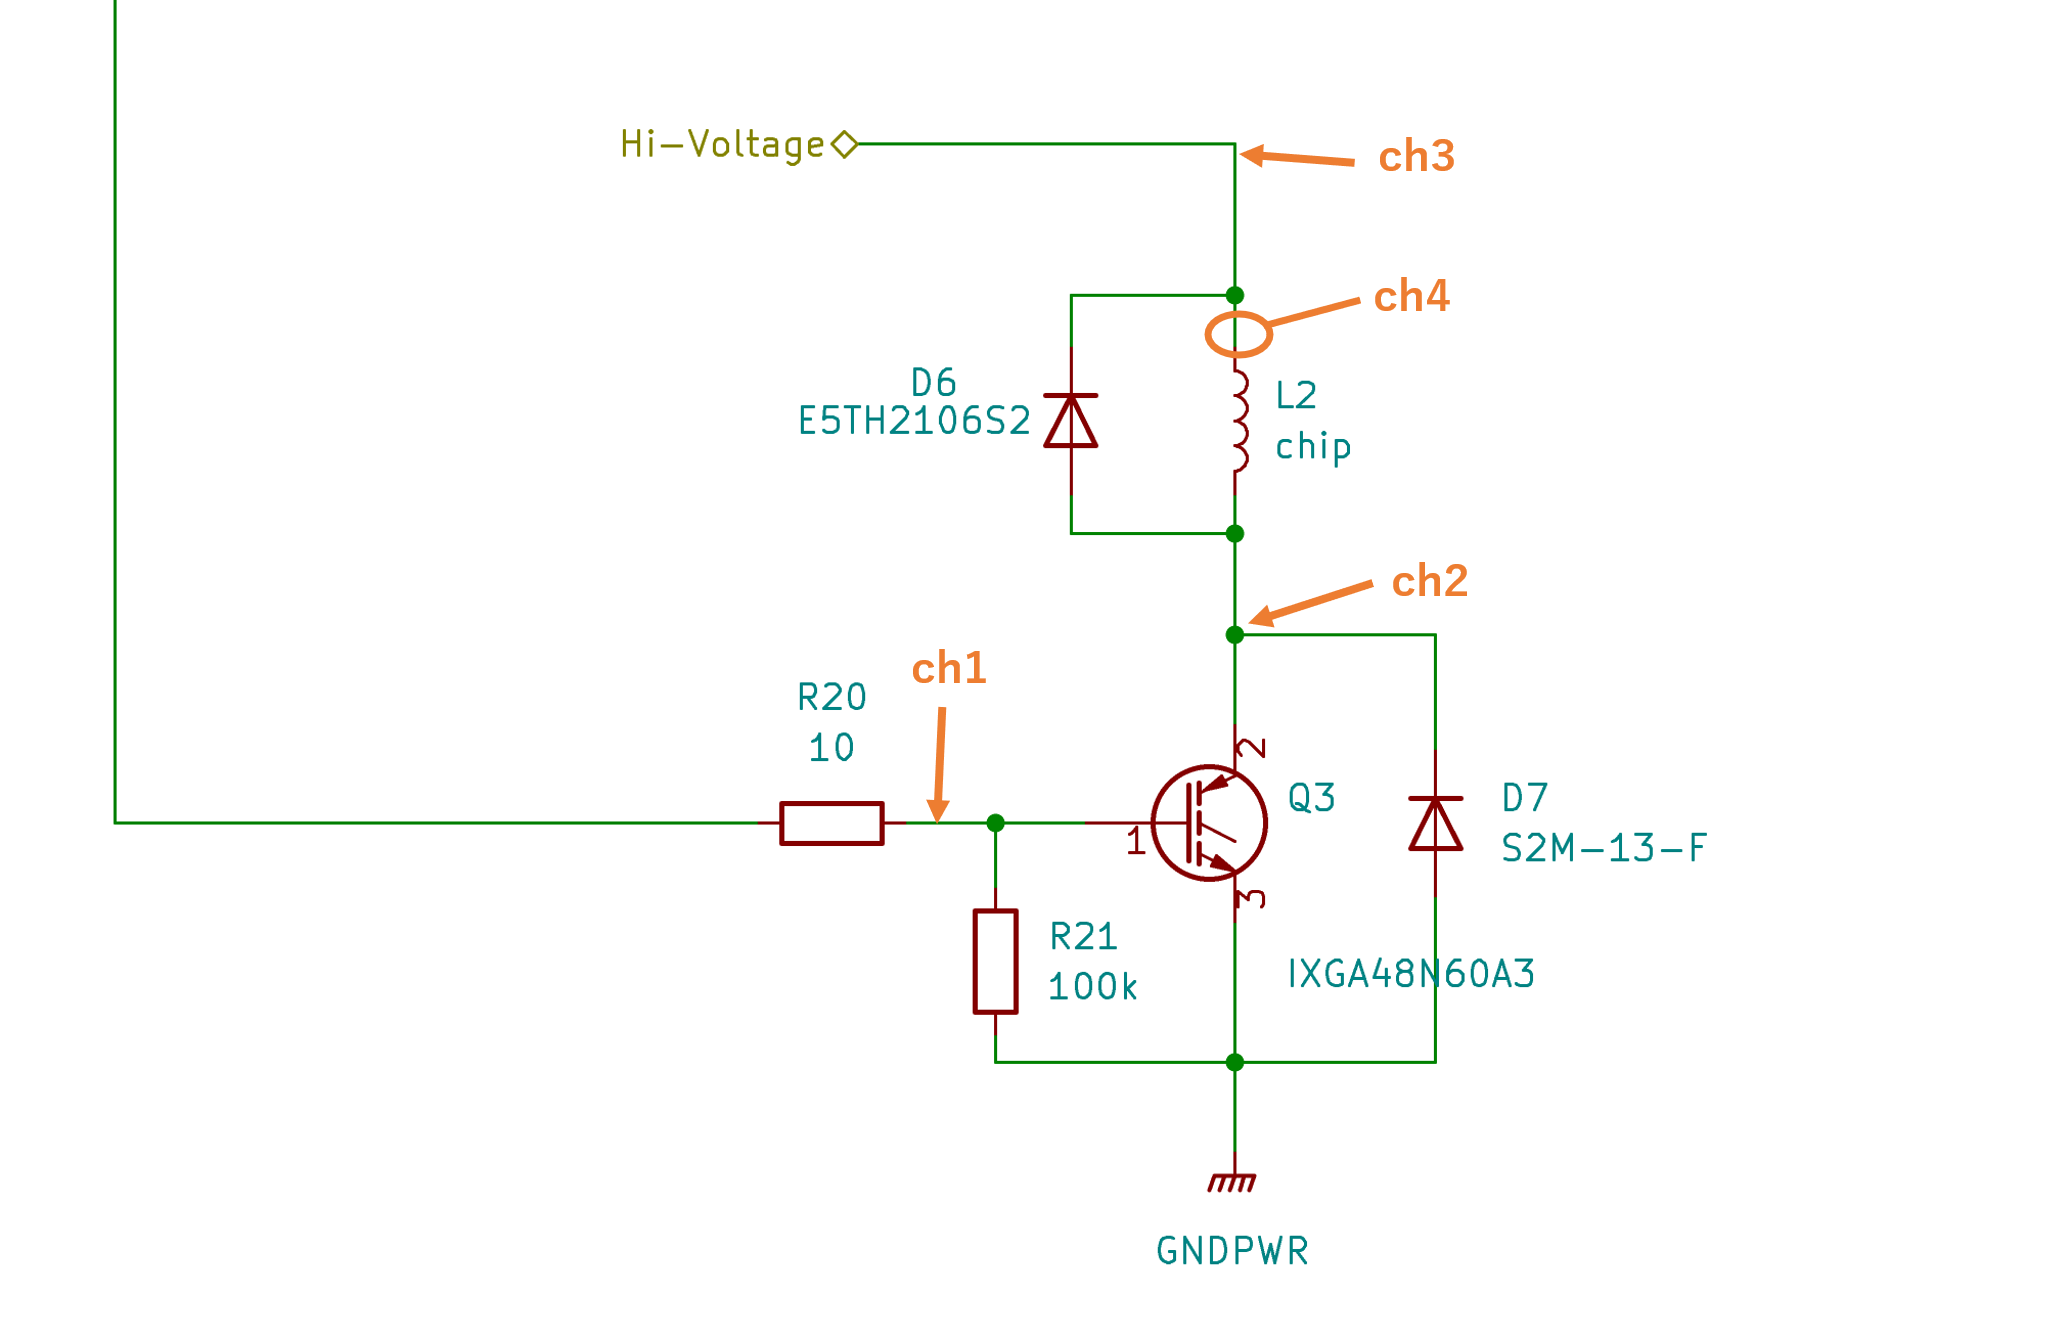 Hi-Voltage
ch3
ch4
D6
E5TH2106S2
L2
chip
ch2
ch1
R20
10
2
1
3
Q3
IXGA48N60A3
D7
S2M-13-F
R21
100k
GNDPWR